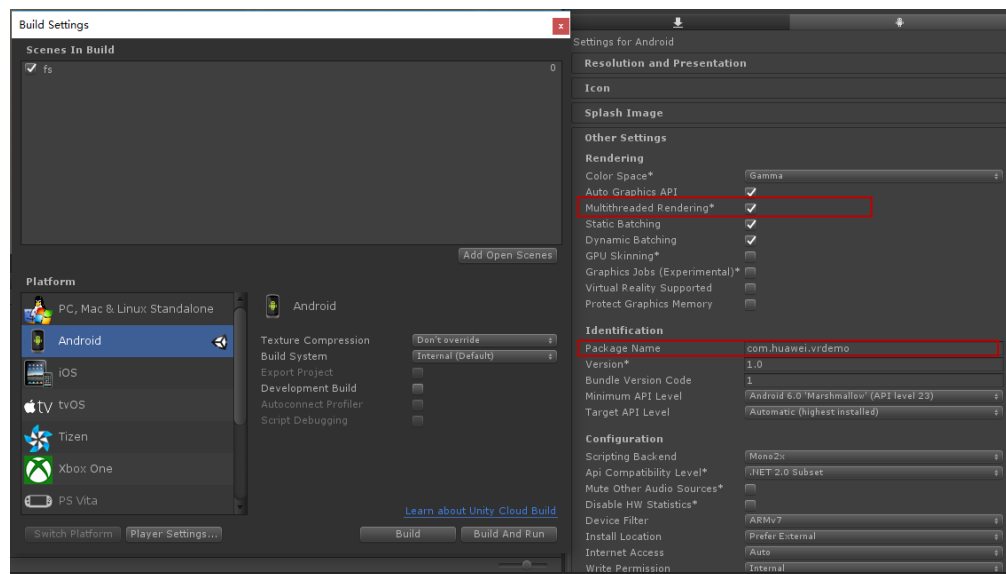 Build Settings
x
Scenes In Build
fs 0
Add Open Scenes
Platform
PC, Mac & Linux Standalone
Android
iOS
tv tvOS
Tizen
Xbox One
PS Vita
Android
Texture Compression Don't override
Build System Internal (Default)
Export Project
Development Build
Autoconnect Profiler
Script Debugging
Learn about Unity Cloud Build
Switch Platform Player Settings... Build Build And Run
Settings for Android
Resolution and Presentation
Icon
Splash Image
Other Settings
Rendering
Color Space* Gamma
Auto Graphics API
Multithreaded Rendering*
Static Batching
Dynamic Batching
GPU Skinning*
Graphics Jobs (Experimental)*
Virtual Reality Supported
Protect Graphics Memory
Identification
Package Name com.huawei.vrdemo
Version* 1.0
Bundle Version Code 1
Minimum API Level Android 6.0 'Marshmallow' (API level 23)
Target API Level Automatic (highest installed)
Configuration
Scripting Backend Mono2x
Api Compatibility Level* .NET 2.0 Subset
Mute Other Audio Sources*
Disable HW Statistics*
Device Filter ARMv7
Install Location Prefer External
Internet Access Auto
Write Permission Internal